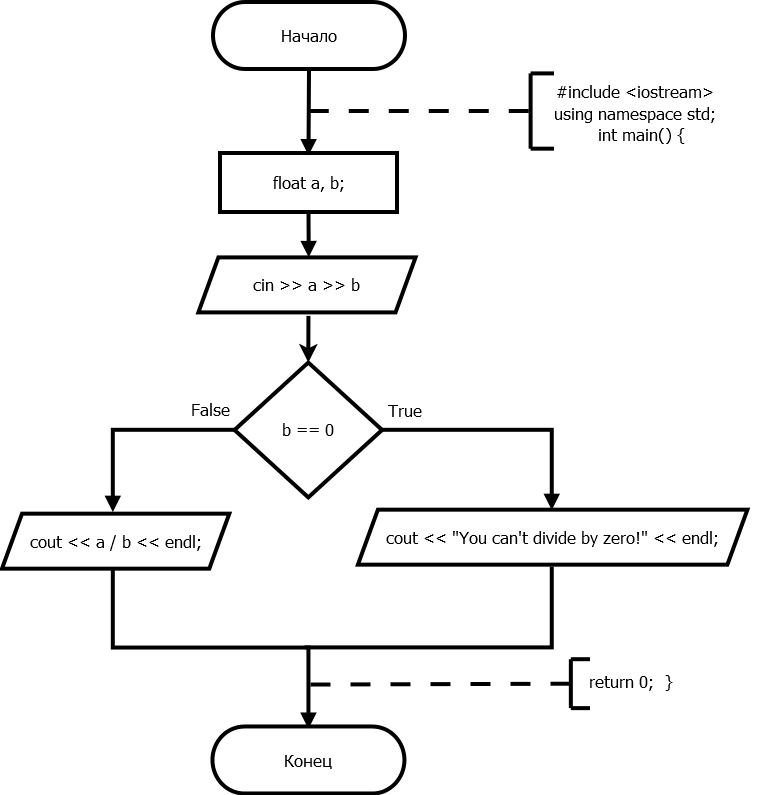 Начало
#include <iostream>
using namespace std;
int main() {
float a, b;
cin >> a >> b
False
True
b == 0
cout << a / b << endl;
cout << "You can't divide by zero!" << endl;
return 0;  }
Конец